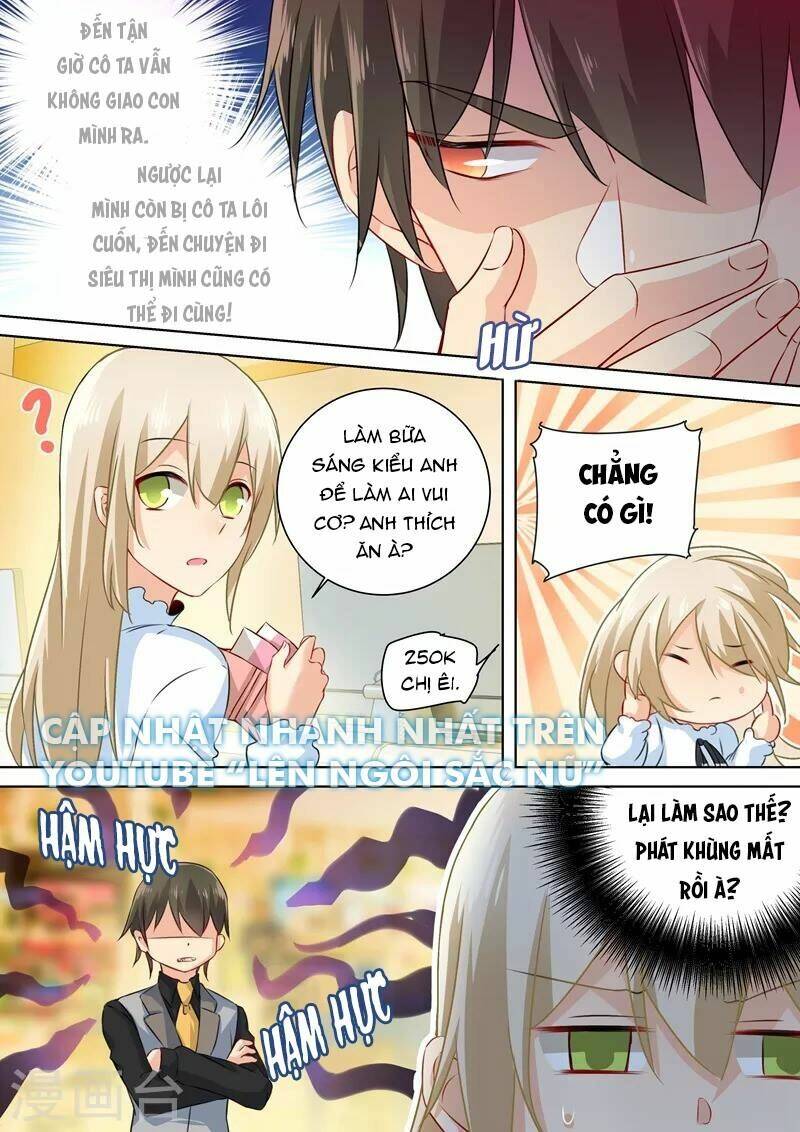 ĐẾN TẬN
GIỜ CÔ TA VẪN
KHÔNG GIAO CON
MÌNH RA.
NGƯỢC LẠI
MÌNH CÒN BỊ CÔ TA LÔI
CUỐN, ĐẾN CHUYỆN ĐI
SIÊU THỊ MÌNH CŨNG CÓ
THỂ ĐI CÙNG!
HỪ
?
LÀM BỮA
SÁNG KIỂU ANH
ĐỂ LÀM AI VUI
CƠ? ANH THÍCH
ĂN À?
250K
CHỊ ÊI.
CHẲNG
CÓ GÌ!
CẬP NHẬT NHANH NHẤT TRÊN
YOUTUBE "LÊN NGÔI SẮC NỮ"
HẬM HỰC
HẬM HỰC
LẠI LÀM SAO THẾ?
PHÁT KHÙNG MẤT
RỒI À?
漫画台